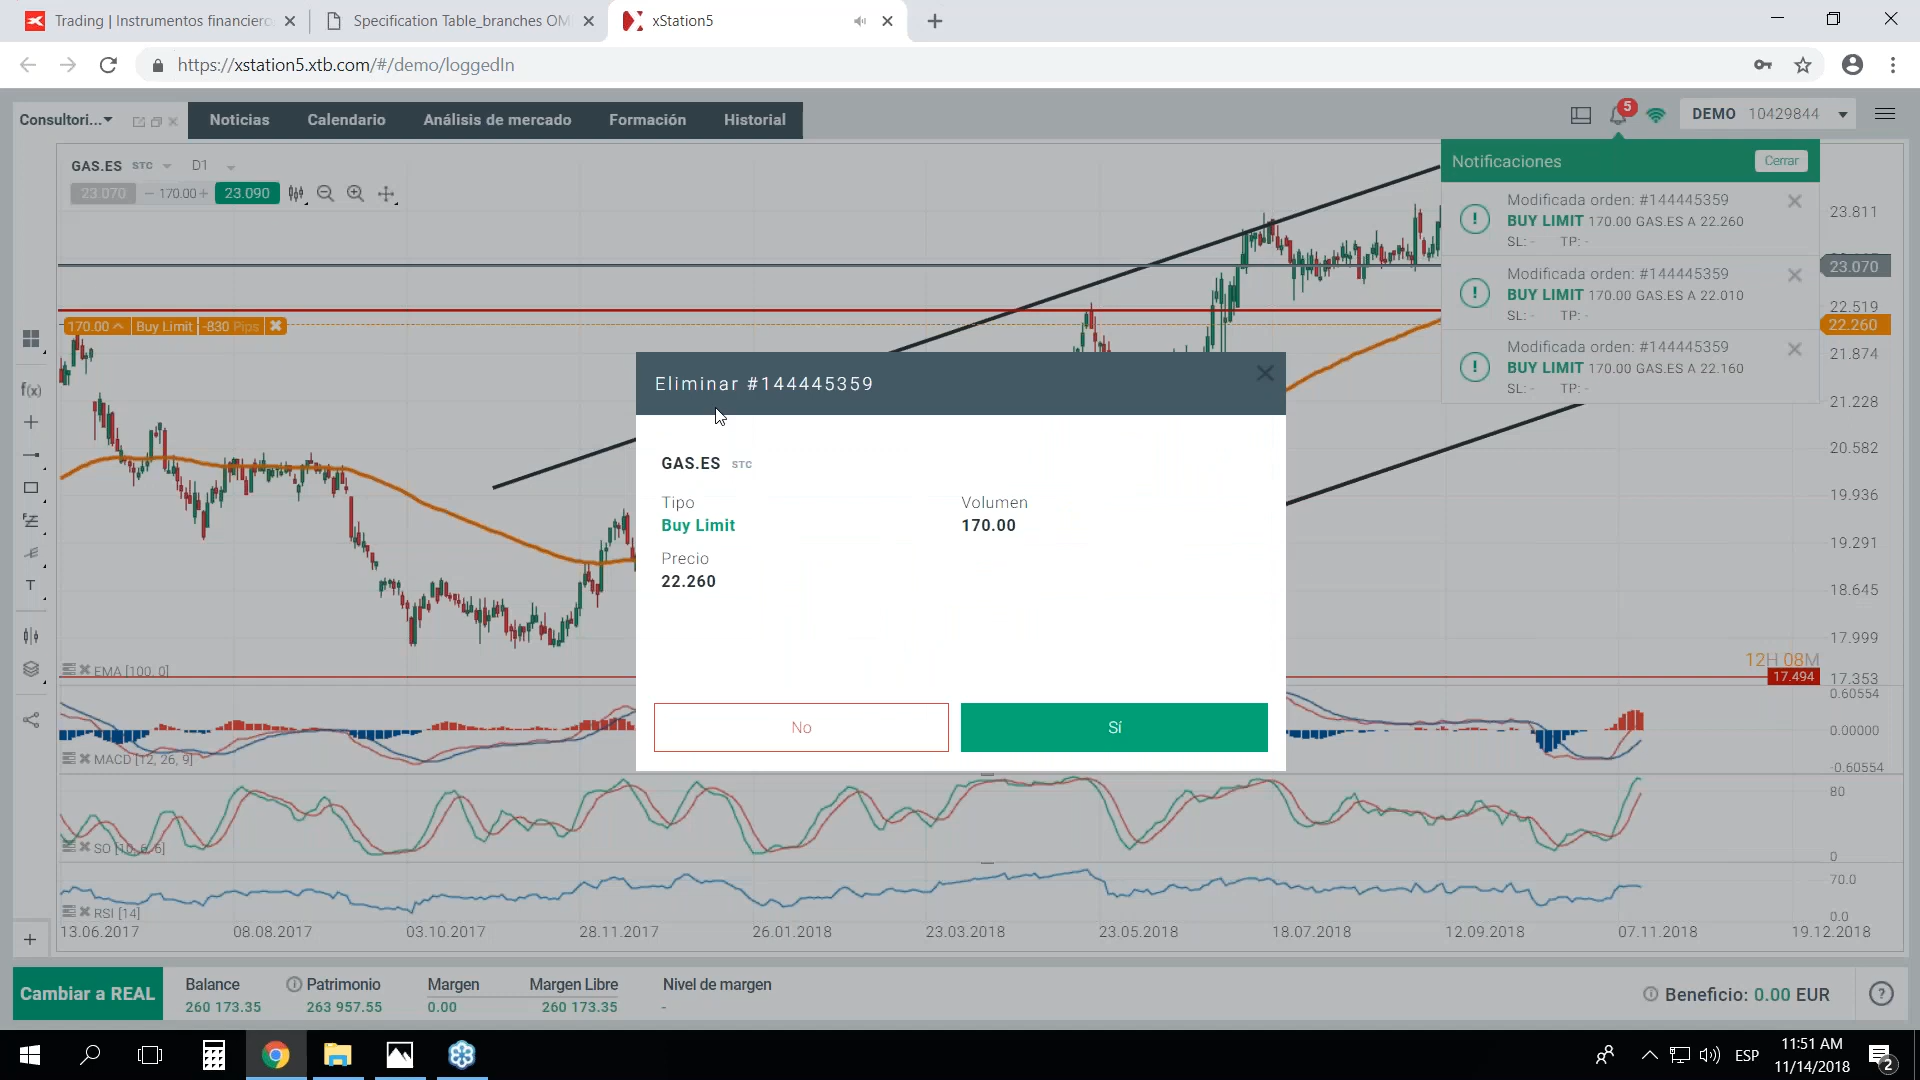 Trading | Instrumentos financiero
Specification Table_branches OM
xStation5
https://xstation5.xtb.com/#/demo/loggedIn
Consultori...
Noticias
Calendario
Análisis de mercado
Formación
Historial
5
DEMO 10429844
GAS.ES STC
D1
23.070
170.00
23.090
Notificaciones
Cerrar
Modificada orden: #144445359
BUY LIMIT 170.00 GAS.ES A 22.260
SL: - TP: -
Modificada orden: #144445359
BUY LIMIT 170.00 GAS.ES A 22.010
SL: - TP: -
Modificada orden: #144445359
BUY LIMIT 170.00 GAS.ES A 22.160
SL: - TP: -
170.00 Buy Limit -830 Pips
Eliminar #144445359
GAS.ES STC
Tipo
Buy Limit
Volumen
170.00
Precio
22.260
No
Sí
23.811
23.070
22.519
22.260
21.874
21.228
20.582
19.936
19.291
18.645
17.999
12H 08M
17.494
17.353
0.60554
0.00000
-0.60554
80
0
70.0
0.0
f(x)
T
EMA [100, 0]
MACD [12, 26, 9]
SO [10, 6, 6]
RSI [14]
13.06.2017
08.08.2017
03.10.2017
28.11.2017
26.01.2018
23.03.2018
23.05.2018
18.07.2018
12.09.2018
07.11.2018
19.12.2018
Cambiar a REAL
Balance
260 173.35
Patrimonio
263 957.55
Margen
0.00
Margen Libre
260 173.35
Nivel de margen
-
Beneficio: 0.00 EUR
ESP
11:51 AM
11/14/2018
2